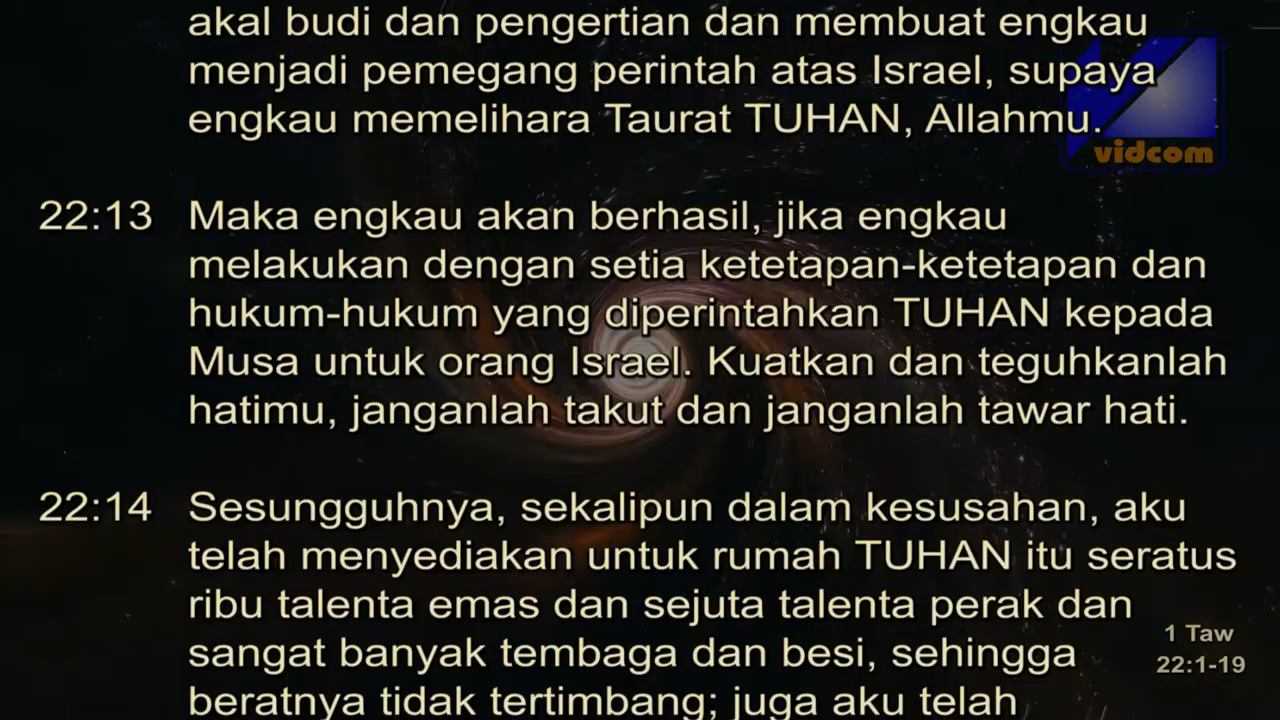 akal budi dan pengertian dan membuat engkau
menjadi pemegang perintah atas Israel, supaya
engkau memelihara Taurat TUHAN, Allahmu.
vidcom
22:13 Maka engkau akan berhasil, jika engkau
melakukan dengan setia ketetapan-ketetapan dan
hukum-hukum yang diperintahkan TUHAN kepada
Musa untuk orang Israel. Kuatkan dan teguhkanlah
hatimu, janganlah takut dan janganlah tawar hati.
22:14 Sesungguhnya, sekalipun dalam kesusahan, aku
telah menyediakan untuk rumah TUHAN itu seratus
ribu talenta emas dan sejuta talenta perak dan
sangat banyak tembaga dan besi, sehingga
beratnya tidak tertimbang; juga aku telah
1 Taw
22:1-19